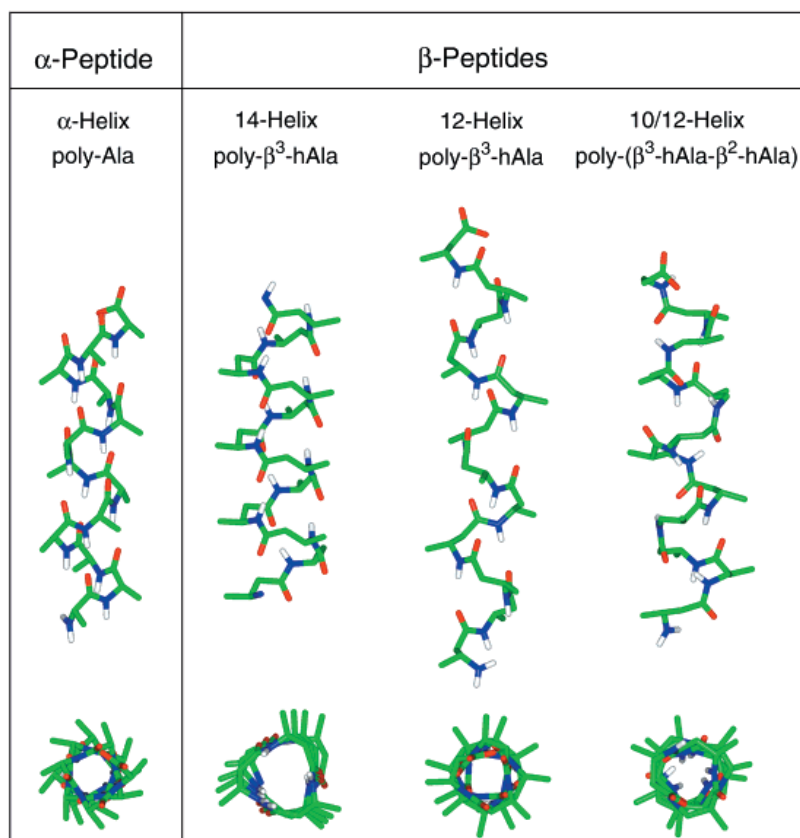 α-Peptide
β-Peptides
α-Helix
poly-Ala
14-Helix
poly-β³-hAla
12-Helix
poly-β³-hAla
10/12-Helix
poly-(β³-hAla-β²-hAla)